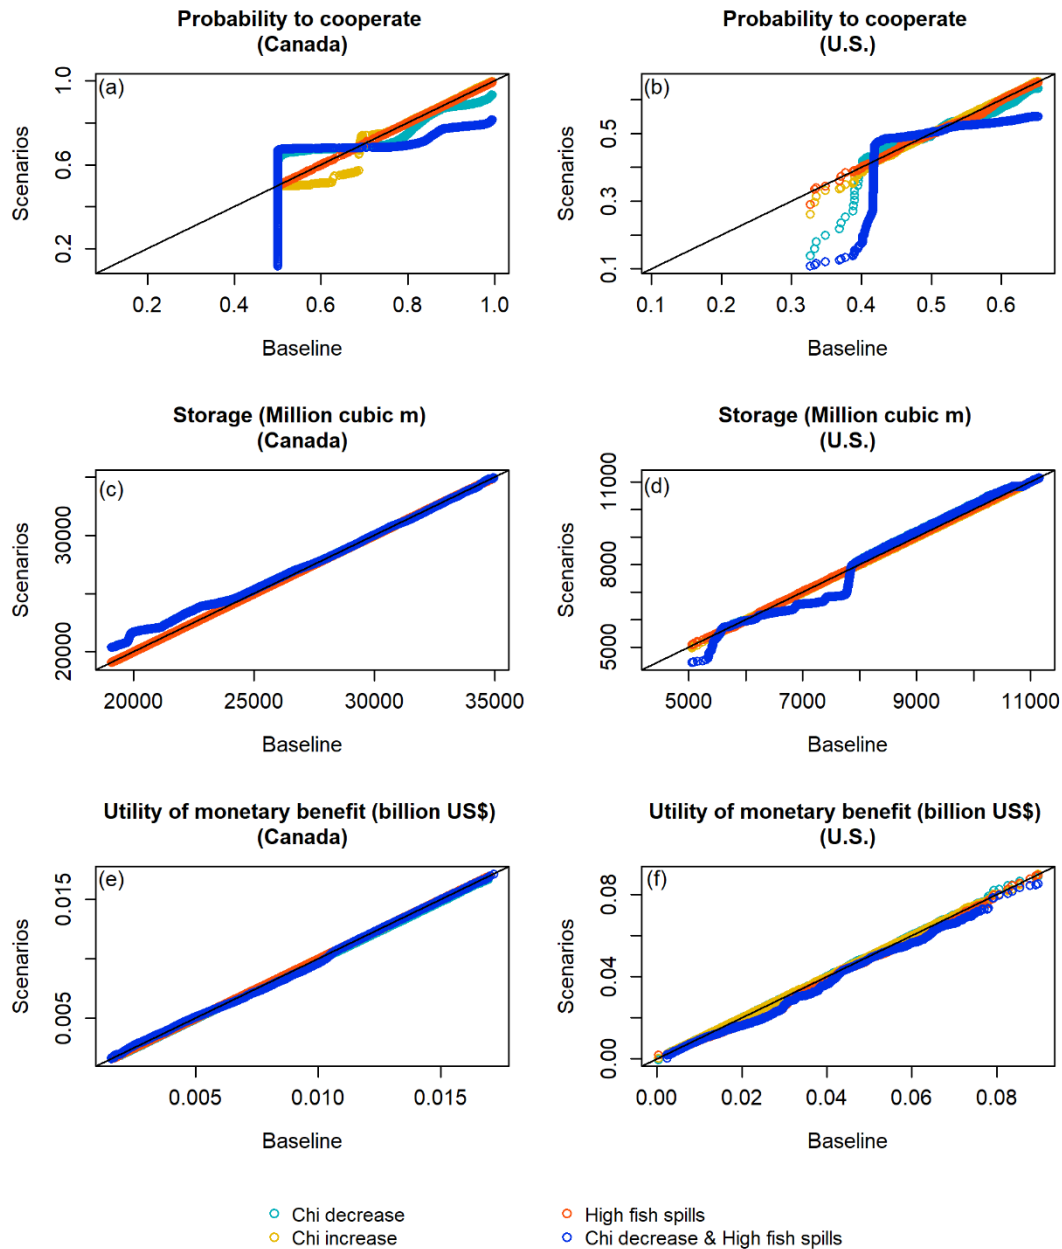 Probability to cooperate
(Canada)
(a)
Scenarios
0.2
0.6
1.0
0.2
0.4
0.6
0.8
1.0
Baseline
Probability to cooperate
(U.S.)
(b)
Scenarios
0.1
0.3
0.5
0.1
0.2
0.3
0.4
0.5
0.6
Baseline
Storage (Million cubic m)
(Canada)
(c)
Scenarios
20000
30000
20000
25000
30000
35000
Baseline
Storage (Million cubic m)
(U.S.)
(d)
Scenarios
5000
8000
11000
5000
7000
9000
11000
Baseline
Utility of monetary benefit (billion US$)
(Canada)
(e)
Scenarios
0.005
0.015
0.005
0.010
0.015
Baseline
Utility of monetary benefit (billion US$)
(U.S.)
(f)
Scenarios
0.00
0.04
0.08
0.00
0.02
0.04
0.06
0.08
Baseline
Chi decrease
Chi increase
High fish spills
Chi decrease & High fish spills